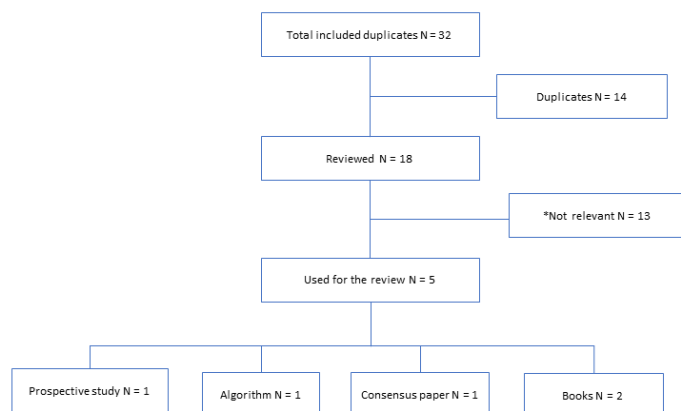 Total included duplicates N = 32
Duplicates N = 14
Reviewed N = 18
*Not relevant N = 13
Used for the review N = 5
Prospective study N = 1
Algorithm N = 1
Consensus paper N = 1
Books N = 2